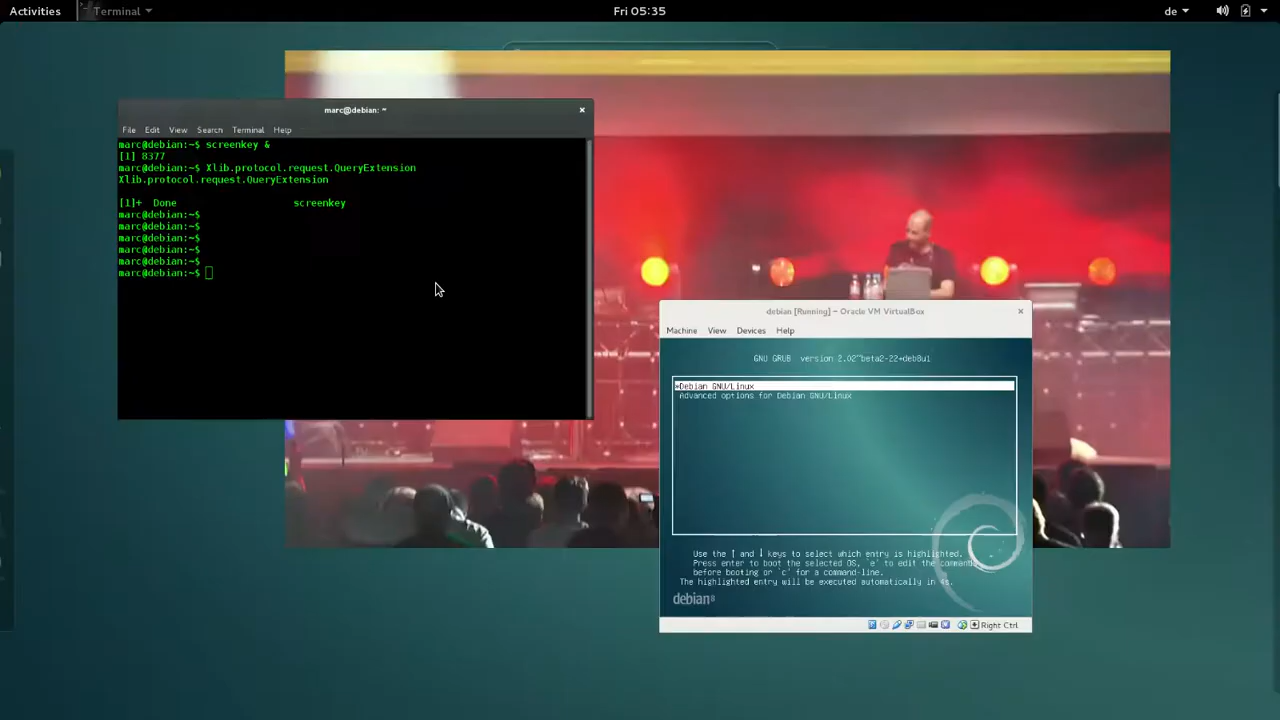 Activities
Terminal
Fri 05:35
de
marc@debian: ~
File Edit View Search Terminal Help
marc@debian:~$ screenkey &
[1] 8377
marc@debian:~$ Xlib.protocol.request.QueryExtension
Xlib.protocol.request.QueryExtension
[1]+  Done                    screenkey
marc@debian:~$
marc@debian:~$
marc@debian:~$
marc@debian:~$
marc@debian:~$
marc@debian:~$
debian [Running] - Oracle VM VirtualBox
Machine View Devices Help
GNU GRUB  version 2.02~beta2-22+deb8u1
*Debian GNU/Linux
Advanced options for Debian GNU/Linux
Use the ↑ and ↓ keys to select which entry is highlighted.
Press enter to boot the selected OS, `e' to edit the commands
before booting or `c' for a command-line.
The highlighted entry will be executed automatically in 4s.
debian 8
Right Ctrl